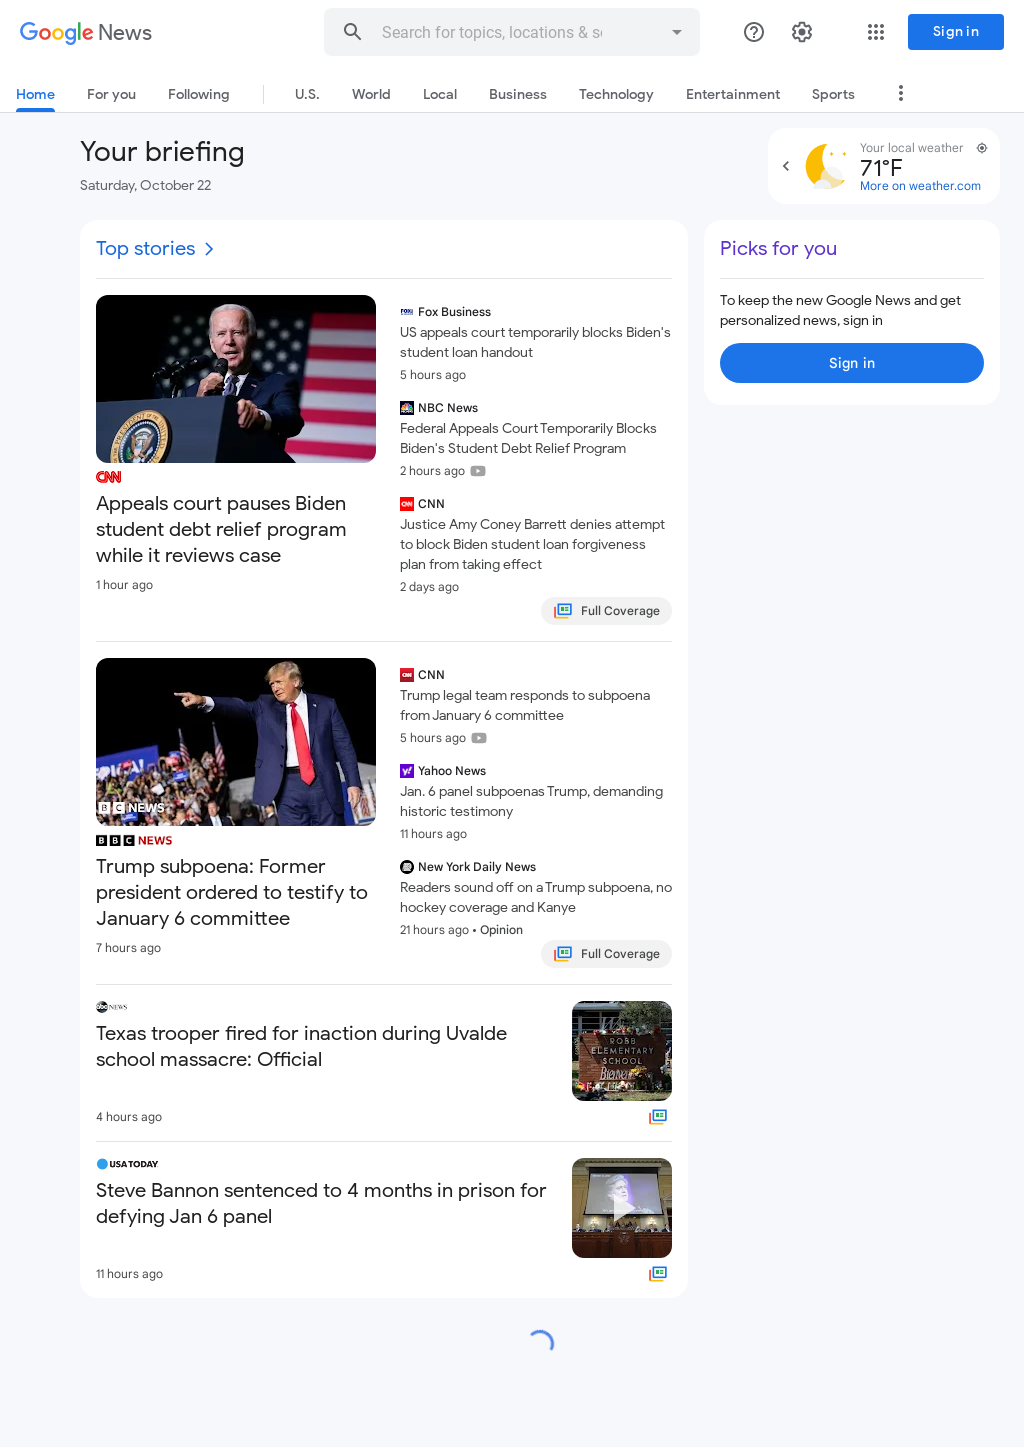 Google News
Search for topics, locations & so
Sign in
Home
For you
Following
U.S.
World
Local
Business
Technology
Entertainment
Sports
Your briefing
Saturday, October 22
Your local weather
71°F
More on weather.com
Top stories
CNN
Appeals court pauses Biden
student debt relief program
while it reviews case
1 hour ago
Fox Business
US appeals court temporarily blocks Biden's
student loan handout
5 hours ago
NBC News
Federal Appeals Court Temporarily Blocks
Biden's Student Debt Relief Program
2 hours ago
CNN
Justice Amy Coney Barrett denies attempt
to block Biden student loan forgiveness
plan from taking effect
2 days ago
Full Coverage
BBC NEWS
BBC NEWS
Trump subpoena: Former
president ordered to testify to
January 6 committee
7 hours ago
CNN
Trump legal team responds to subpoena
from January 6 committee
5 hours ago
Yahoo News
Jan. 6 panel subpoenas Trump, demanding
historic testimony
11 hours ago
New York Daily News
Readers sound off on a Trump subpoena, no
hockey coverage and Kanye
21 hours ago • Opinion
Full Coverage
abc NEWS
Texas trooper fired for inaction during Uvalde
school massacre: Official
4 hours ago
ROBB
ELEMENTARY
SCHOOL
USA TODAY
Steve Bannon sentenced to 4 months in prison for
defying Jan 6 panel
11 hours ago
Picks for you
To keep the new Google News and get
personalized news, sign in
Sign in